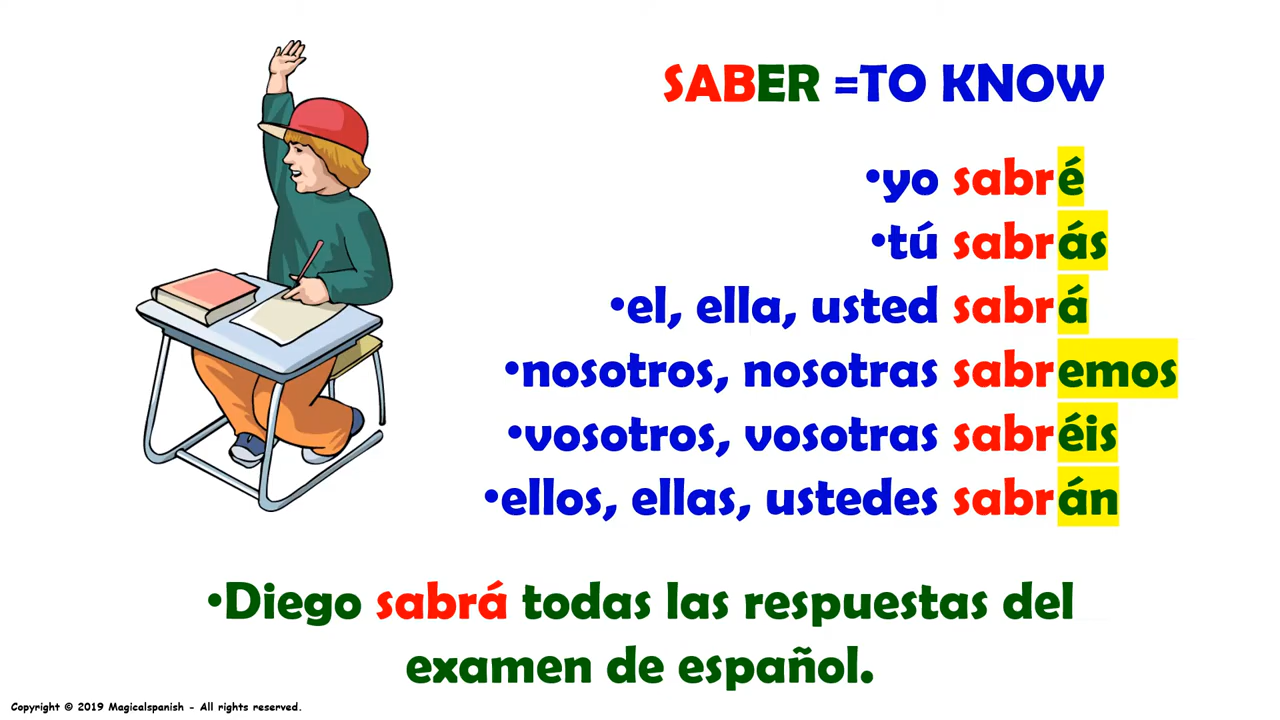 SABER =TO KNOW
•yo sabré
•tú sabrás
•el, ella, usted sabrá
•nosotros, nosotras sabremos
•vosotros, vosotras sabréis
•ellos, ellas, ustedes sabrán
•Diego sabrá todas las respuestas del
examen de español.
Copyright © 2019 Magicalspanish - All rights reserved.